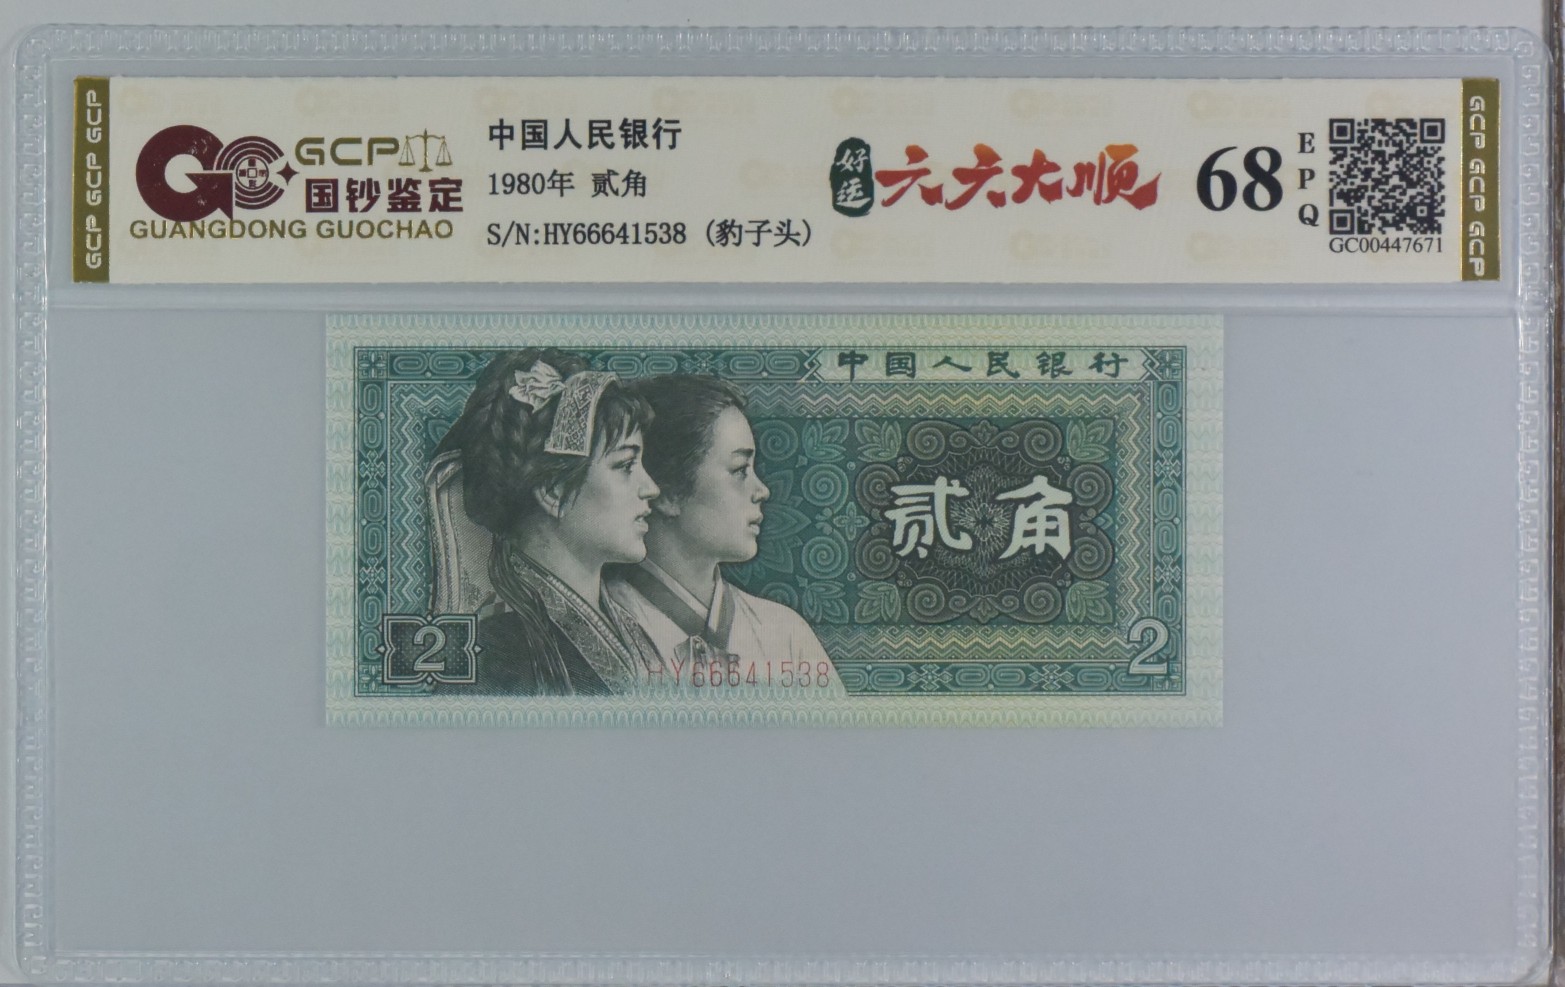 GCP GCP GCP
GCP
国钞鉴定
GUANGDONG GUOCHAO
中国人民银行
1980年 贰角
S/N:HY66641538 (豹子头)
好运
六六大顺
68
EPQ
GC00447671
GCP GCP GCP
中国人民银行
贰角
2
2
HY66641538